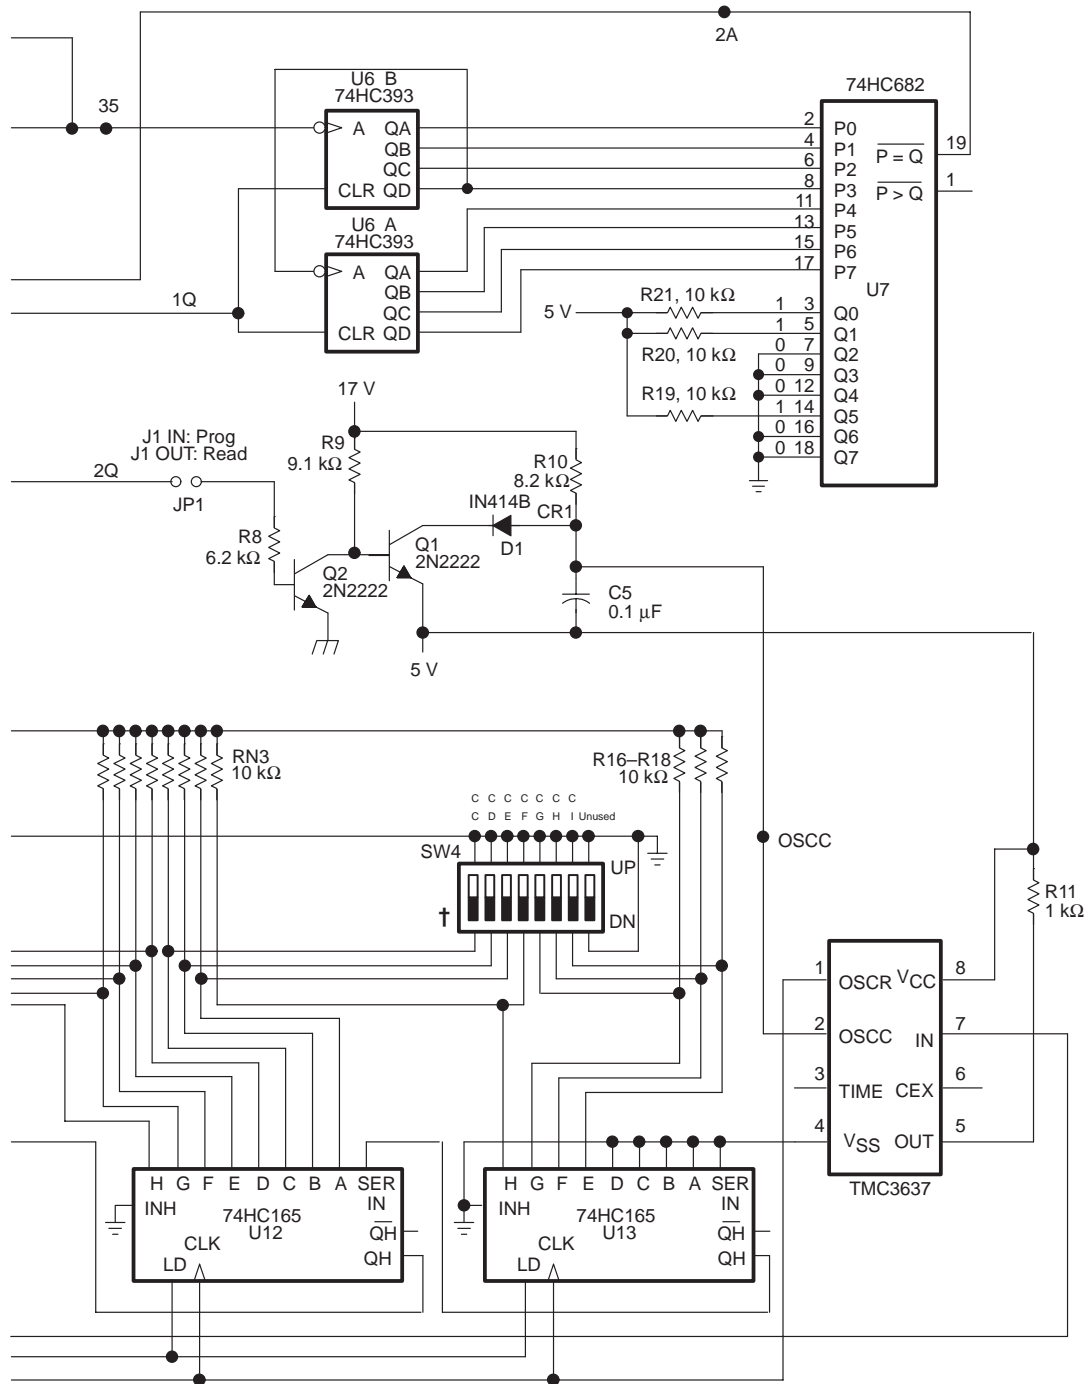 2A
U6 B
74HC393
74HC682
35
A QA
QB
QC
CLR QD
2 P0
4 P1
6 P2
8 P3
11 P4
13 P5
15 P6
17 P7
P = Q 19
P > Q 1
U6 A
74HC393
A QA
QB
QC
CLR QD
1Q
U7
5 V
R21, 10 kΩ
R20, 10 kΩ
R19, 10 kΩ
1 3 Q0
1 5 Q1
0 7 Q2
0 9 Q3
0 12 Q4
1 14 Q5
0 16 Q6
0 18 Q7
17 V
J1 IN: Prog
J1 OUT: Read
2Q
JP1
R9
9.1 kΩ
R10
8.2 kΩ
IN414B
CR1
D1
R8
6.2 kΩ
Q1
2N2222
Q2
2N2222
C5
0.1 μF
5 V
RN3
10 kΩ
R16–R18
10 kΩ
C C C C C C C
C D E F G H I Unused
SW4
UP
DN
†
OSCC
R11
1 kΩ
1 OSCR VCC 8
2 OSCC IN 7
3 TIME CEX 6
4 VSS OUT 5
TMC3637
H G F E D C B A SER
IN
INH
74HC165
U12
QH
CLK
QH
LD
H G F E D C B A SER
IN
INH
74HC165
U13
QH
CLK
QH
LD